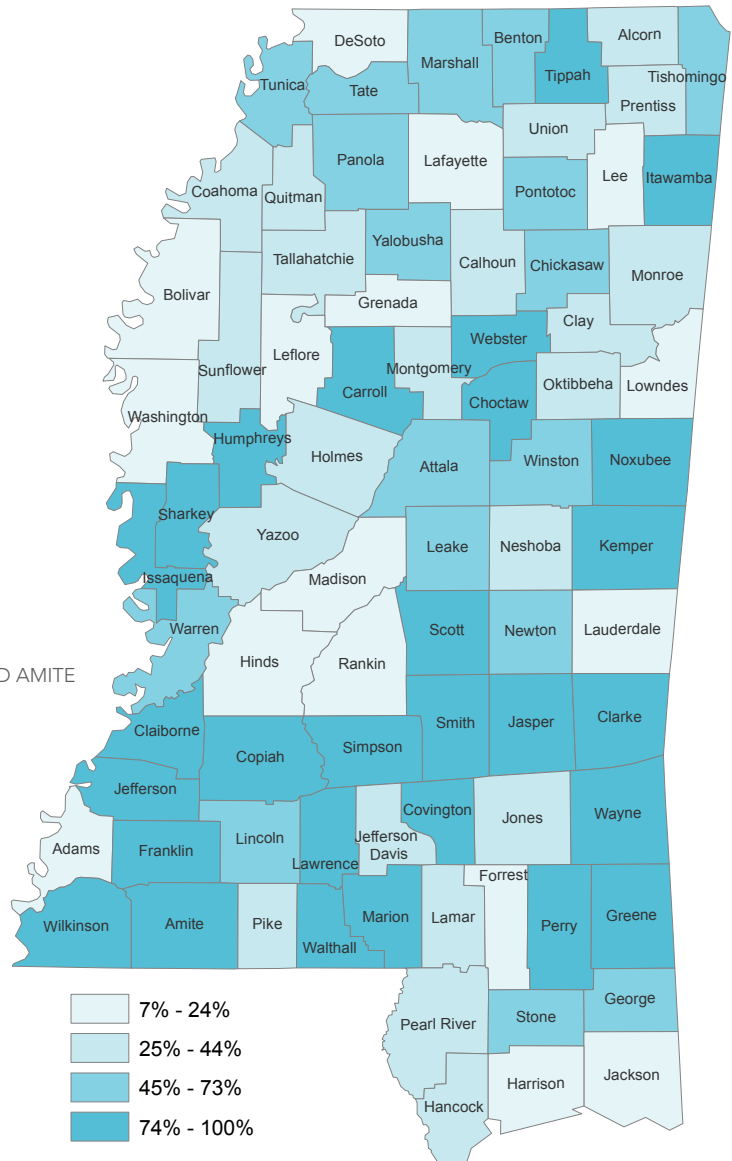 DeSoto
Alcorn
Benton
Marshall
Tippah
Tishomingo
Tunica
Tate
Prentiss
Union
Panola
Lafayette
Lee
Itawamba
Coahoma
Quitman
Pontotoc
Yalobusha
Tallahatchie
Calhoun
Chickasaw
Monroe
Bolivar
Grenada
Clay
Webster
Leflore
Sunflower
Montgomery
Carroll
Oktibbeha
Lowndes
Choctaw
Washington
Humphreys
Holmes
Attala
Winston
Noxubee
Sharkey
Yazoo
Leake
Neshoba
Kemper
Issaquena
Madison
Warren
Scott
Newton
Lauderdale
Hinds
Rankin
D AMITE
Claiborne
Smith
Jasper
Clarke
Copiah
Simpson
Jefferson
Covington
Jones
Wayne
Lincoln
Jefferson
Davis
Adams
Franklin
Lawrence
Forrest
Wilkinson
Amite
Pike
Walthall
Marion
Lamar
Perry
Greene
George
7% - 24%
Pearl River
Stone
25% - 44%
45% - 73%
Harrison
Jackson
Hancock
74% - 100%